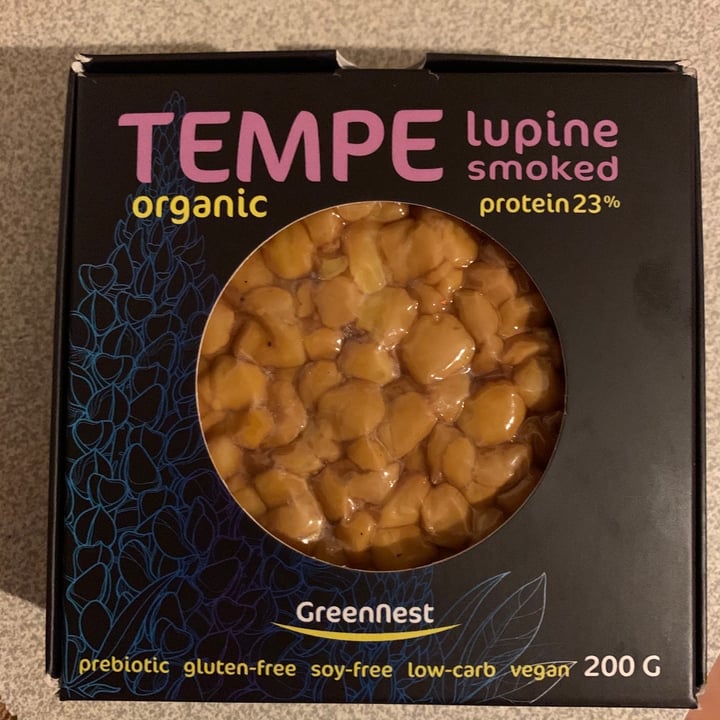 TEMPE lupine
smoked
organic protein 23%
GreenNest
prebiotic gluten-free soy-free low-carb vegan 200 G